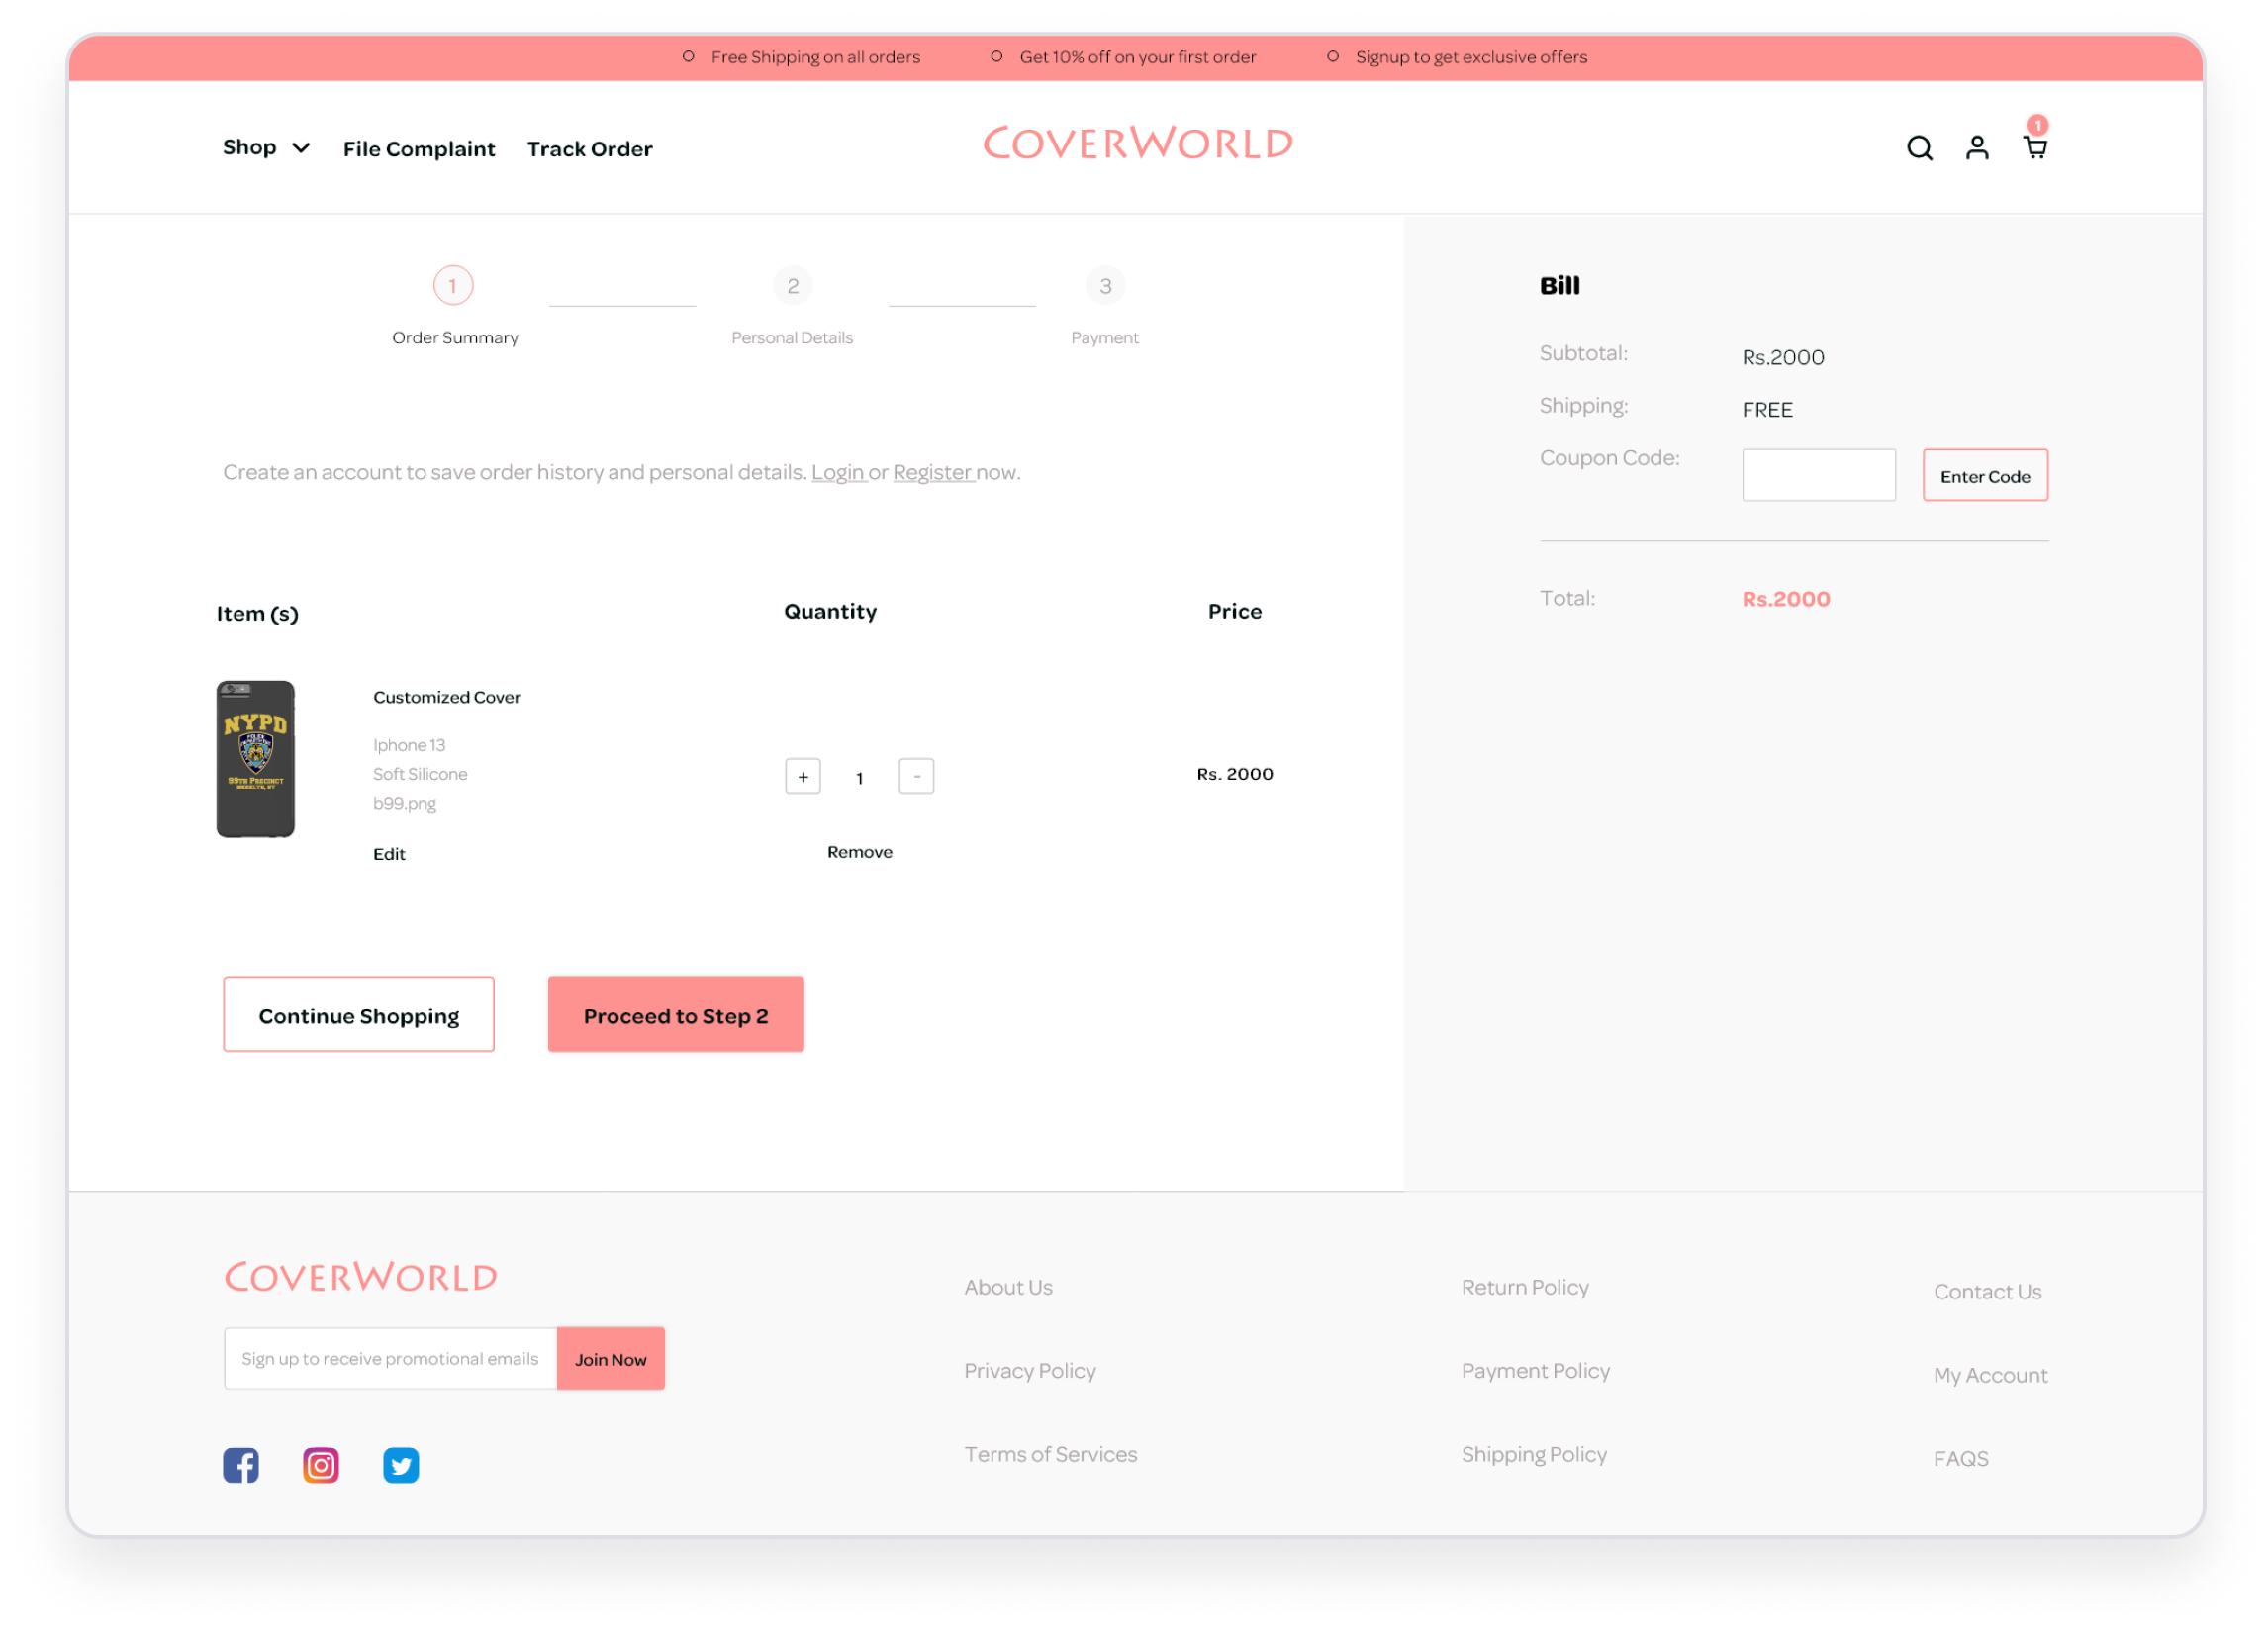 Free Shipping on all orders
Get 10% off on your first order
Signup to get exclusive offers
Shop
File Complaint
Track Order
COVERWORLD
1
1
2
3
Order Summary
Personal Details
Payment
Create an account to save order history and personal details. Login or Register now.
Item (s)
Quantity
Price
NYPD
99TH PRECINCT
BROOKLYN, NY
Customized Cover
Iphone 13
Soft Silicone
b99.png
Edit
+ 1 -
Remove
Rs. 2000
Continue Shopping
Proceed to Step 2
Bill
Subtotal: Rs.2000
Shipping: FREE
Coupon Code:
Enter Code
Total: Rs.2000
COVERWORLD
Sign up to receive promotional emails
Join Now
About Us
Privacy Policy
Terms of Services
Return Policy
Payment Policy
Shipping Policy
Contact Us
My Account
FAQS